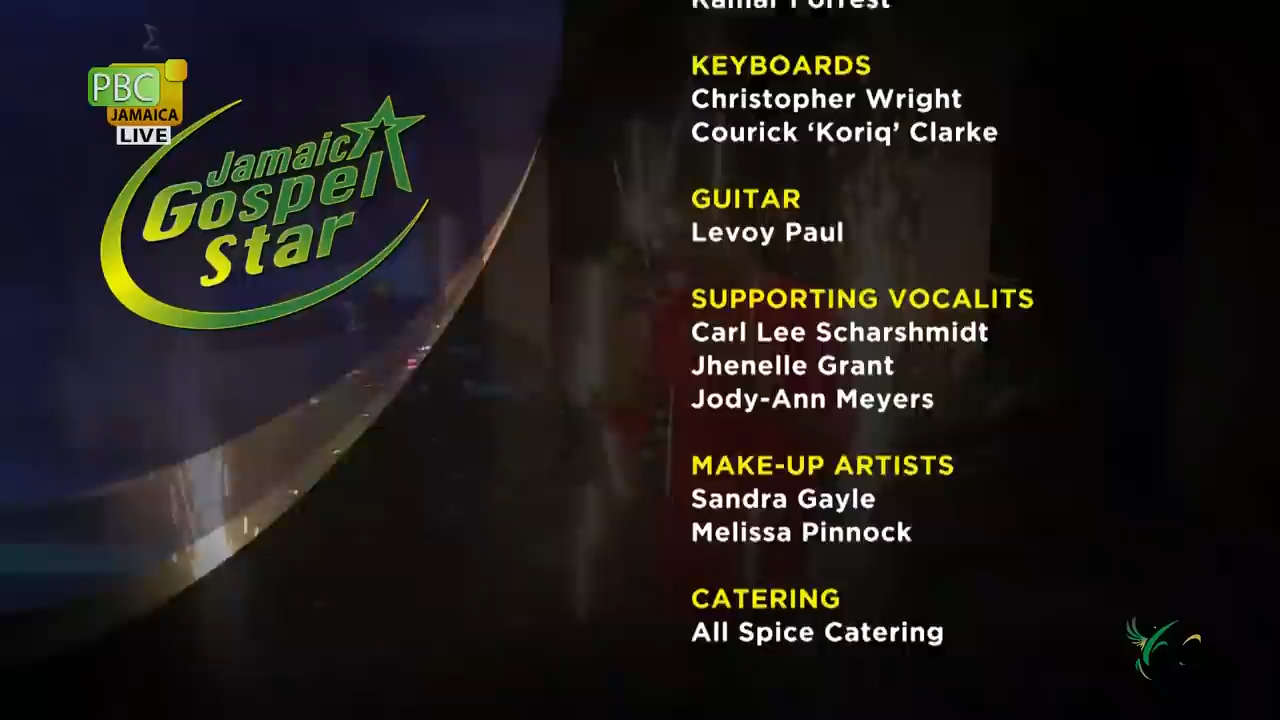 PBC
JAMAICA
LIVE
Jamaica
Gospel
Star
KEYBOARDS
Christopher Wright
Courick ‘Koriq’ Clarke
GUITAR
Levoy Paul
SUPPORTING VOCALITS
Carl Lee Scharshmidt
Jhenelle Grant
Jody-Ann Meyers
MAKE-UP ARTISTS
Sandra Gayle
Melissa Pinnock
CATERING
All Spice Catering